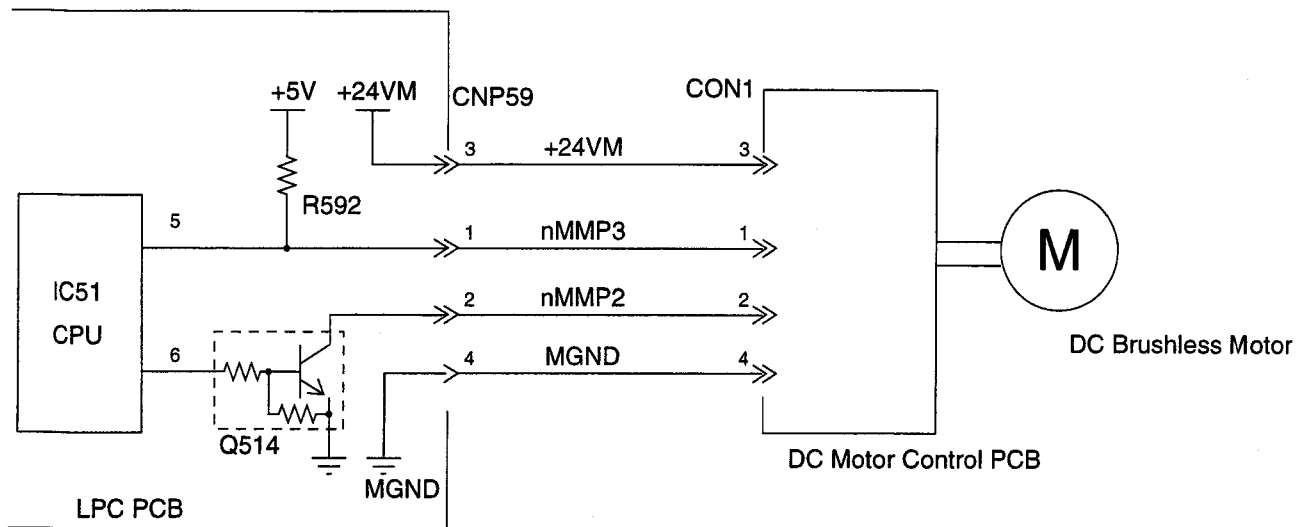 +5V +24VM CNP59 CON1
3 +24VM 3
R592
5 1 nMMP3 1
M
IC51
CPU
2 nMMP2 2
DC Brushless Motor
6 4 MGND 4
Q514
DC Motor Control PCB
MGND
LPC PCB